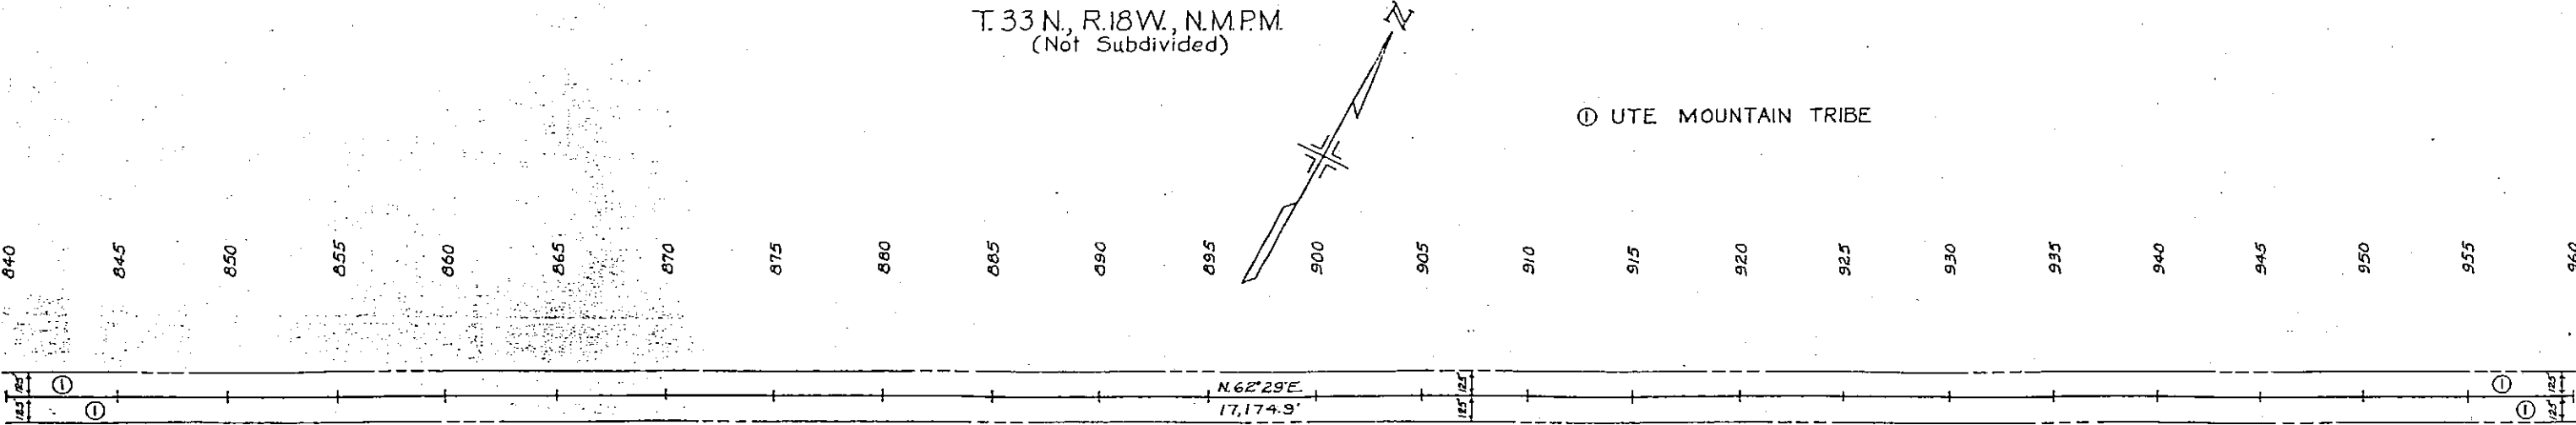 T. 33 N., R.18W., N.M.P.M.
(Not Subdivided)
N
① UTE MOUNTAIN TRIBE
840 845 850 855 860 865 870 875 880 885 890 895 900 905 910 915 920 925 930 935 940 945 950 955 960
125' ① N.62°29'E. 125' ① 125'
125' ① 17,174.9' 125' ① 125'